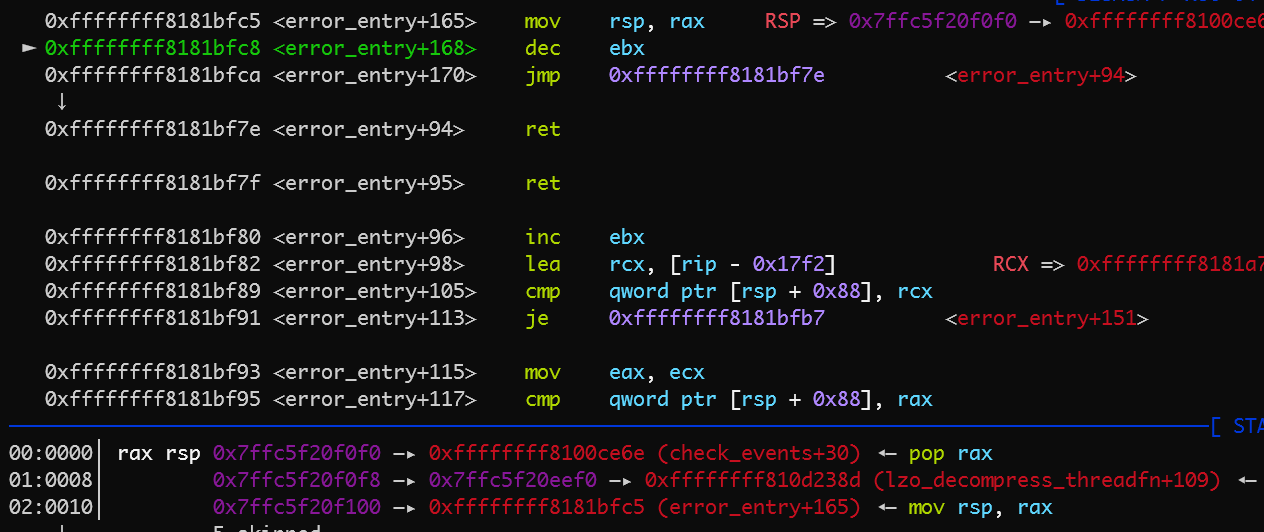 0xffffffff8181bfc5 <error_entry+165> mov rsp, rax RSP => 0x7ffc5f20f0f0 —▸ 0xffffffff8100ce6
► 0xffffffff8181bfc8 <error_entry+168> dec ebx
0xffffffff8181bfca <error_entry+170> jmp 0xffffffff8181bf7e <error_entry+94>
↓
0xffffffff8181bf7e <error_entry+94> ret
0xffffffff8181bf7f <error_entry+95> ret
0xffffffff8181bf80 <error_entry+96> inc ebx
0xffffffff8181bf82 <error_entry+98> lea rcx, [rip - 0x17f2] RCX => 0xffffffff8181a7
0xffffffff8181bf89 <error_entry+105> cmp qword ptr [rsp + 0x88], rcx
0xffffffff8181bf91 <error_entry+113> je 0xffffffff8181bfb7 <error_entry+151>
0xffffffff8181bf93 <error_entry+115> mov eax, ecx
0xffffffff8181bf95 <error_entry+117> cmp qword ptr [rsp + 0x88], rax
[ STA
00:0000│ rax rsp 0x7ffc5f20f0f0 —▸ 0xffffffff8100ce6e (check_events+30) ◂— pop rax
01:0008│ 0x7ffc5f20f0f8 —▸ 0x7ffc5f20eef0 —▸ 0xffffffff810d238d (lzo_decompress_threadfn+109) ◂—
02:0010│ 0x7ffc5f20f100 —▸ 0xffffffff8181bfc5 (error_entry+165) ◂— mov rsp, rax
5 skipped